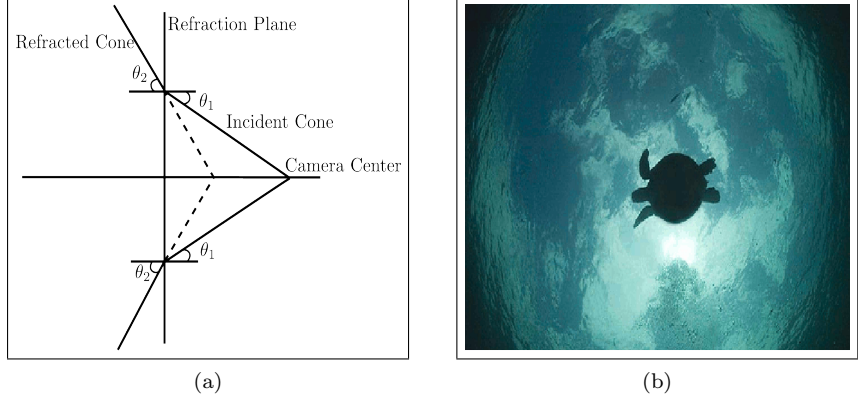 Refraction Plane
Refracted Cone
θ2
θ1
Incident Cone
Camera Center
θ1
θ2
(a)
(b)